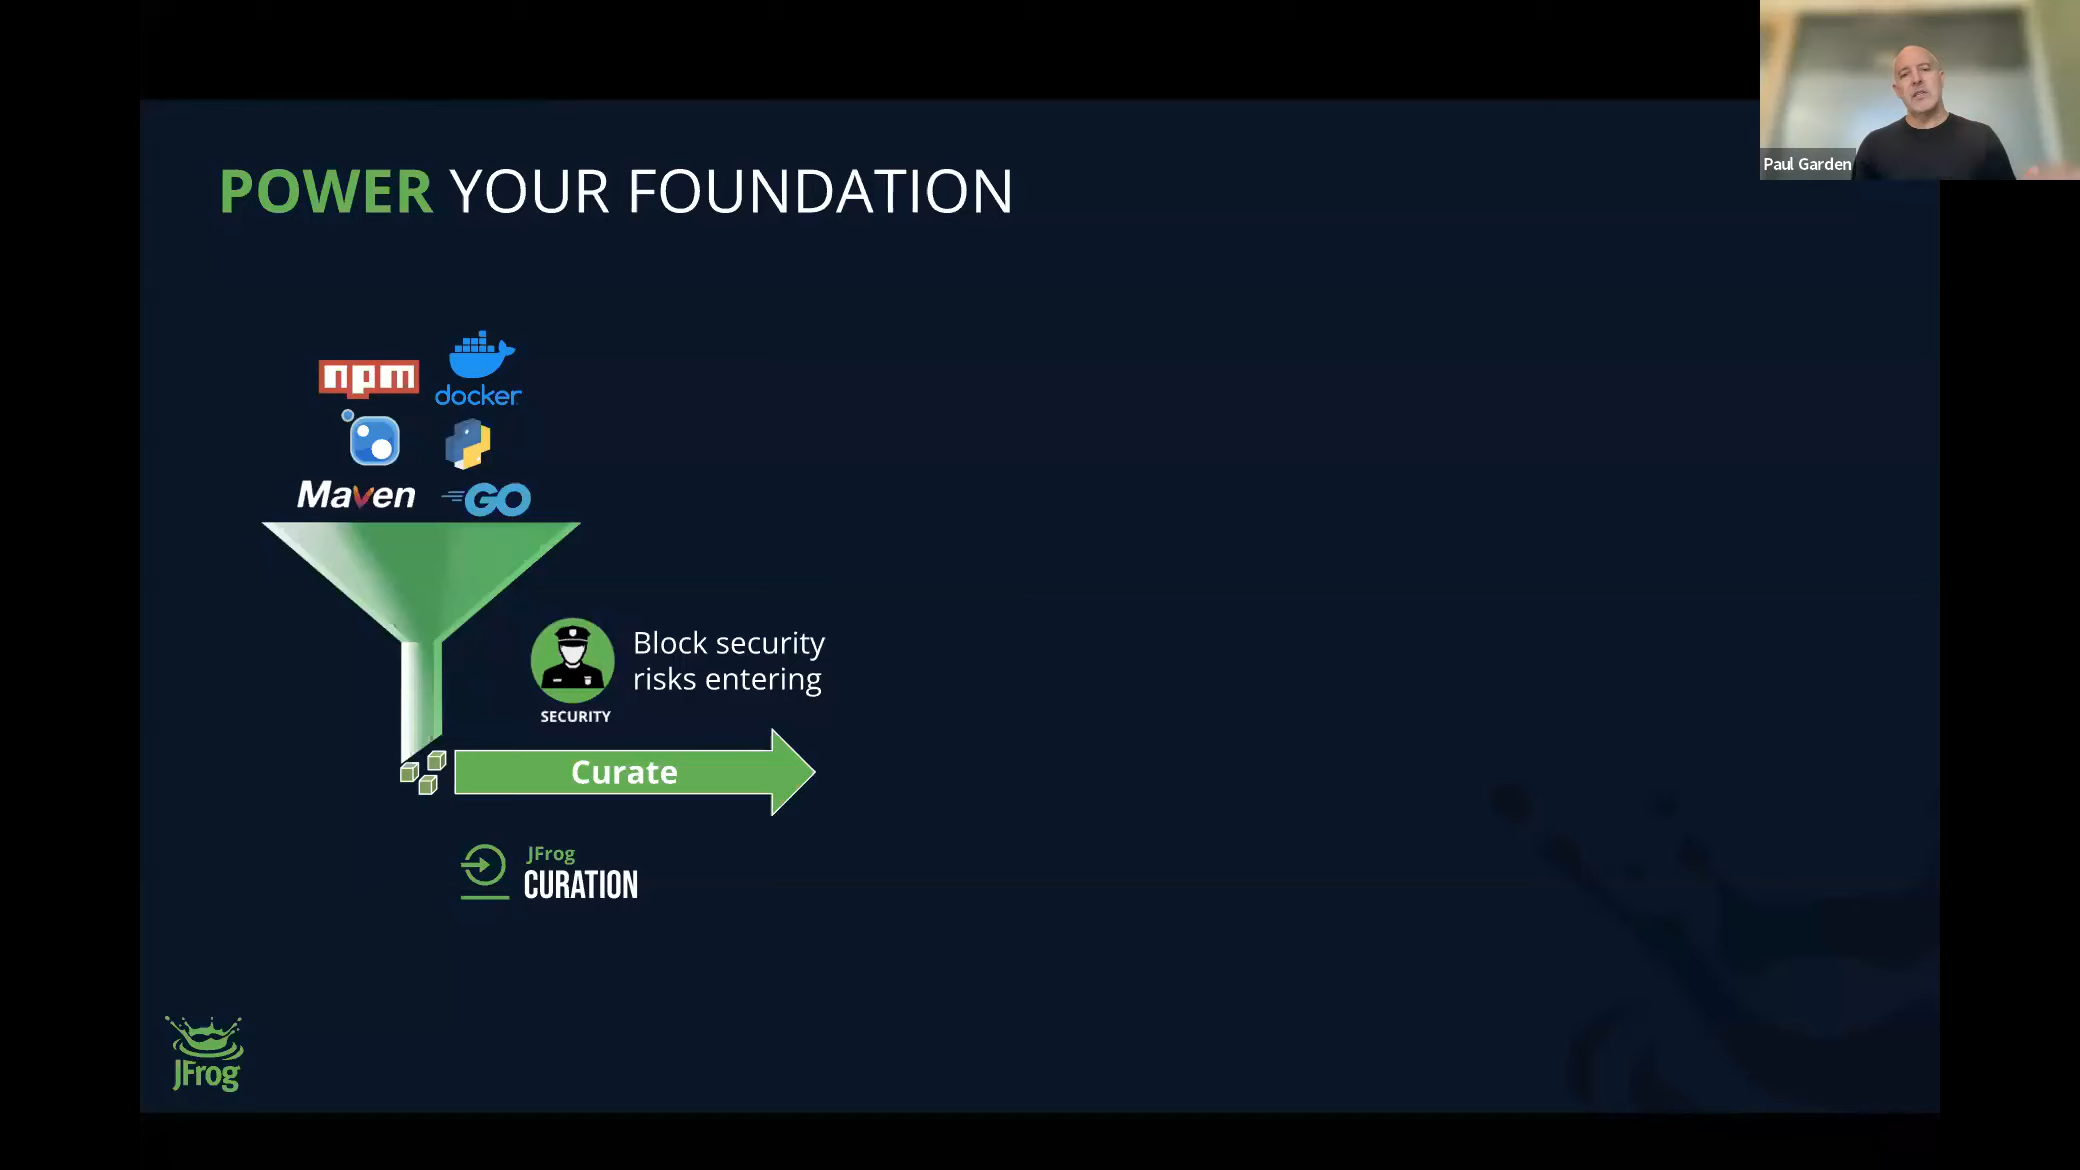 Paul Garden
POWER YOUR FOUNDATION
npm
docker
Maven
GO
Block security
risks entering
SECURITY
Curate
JFrog
CURATION
JFrog